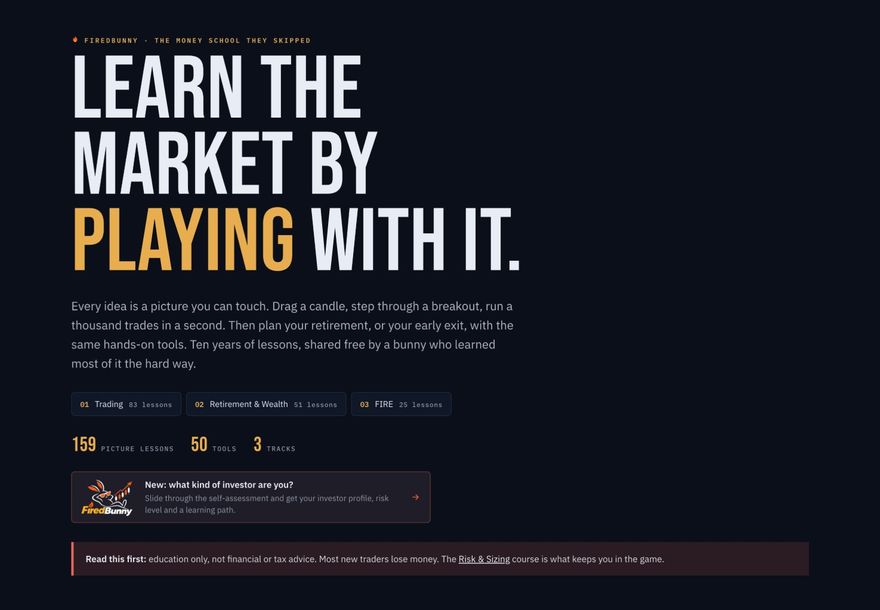 FIREDBUNNY · THE MONEY SCHOOL THEY SKIPPED
LEARN THE
MARKET BY
PLAYING WITH IT.
Every idea is a picture you can touch. Drag a candle, step through a breakout, run a
thousand trades in a second. Then plan your retirement, or your early exit, with the
same hands-on tools. Ten years of lessons, shared free by a bunny who learned
most of it the hard way.
01 Trading 83 lessons 02 Retirement & Wealth 51 lessons 03 FIRE 25 lessons
159 PICTURE LESSONS 50 TOOLS 3 TRACKS
New: what kind of investor are you?
Slide through the self-assessment and get your investor profile, risk
level and a learning path.
→
FiredBunny
Read this first: education only, not financial or tax advice. Most new traders lose money. The Risk & Sizing course is what keeps you in the game.